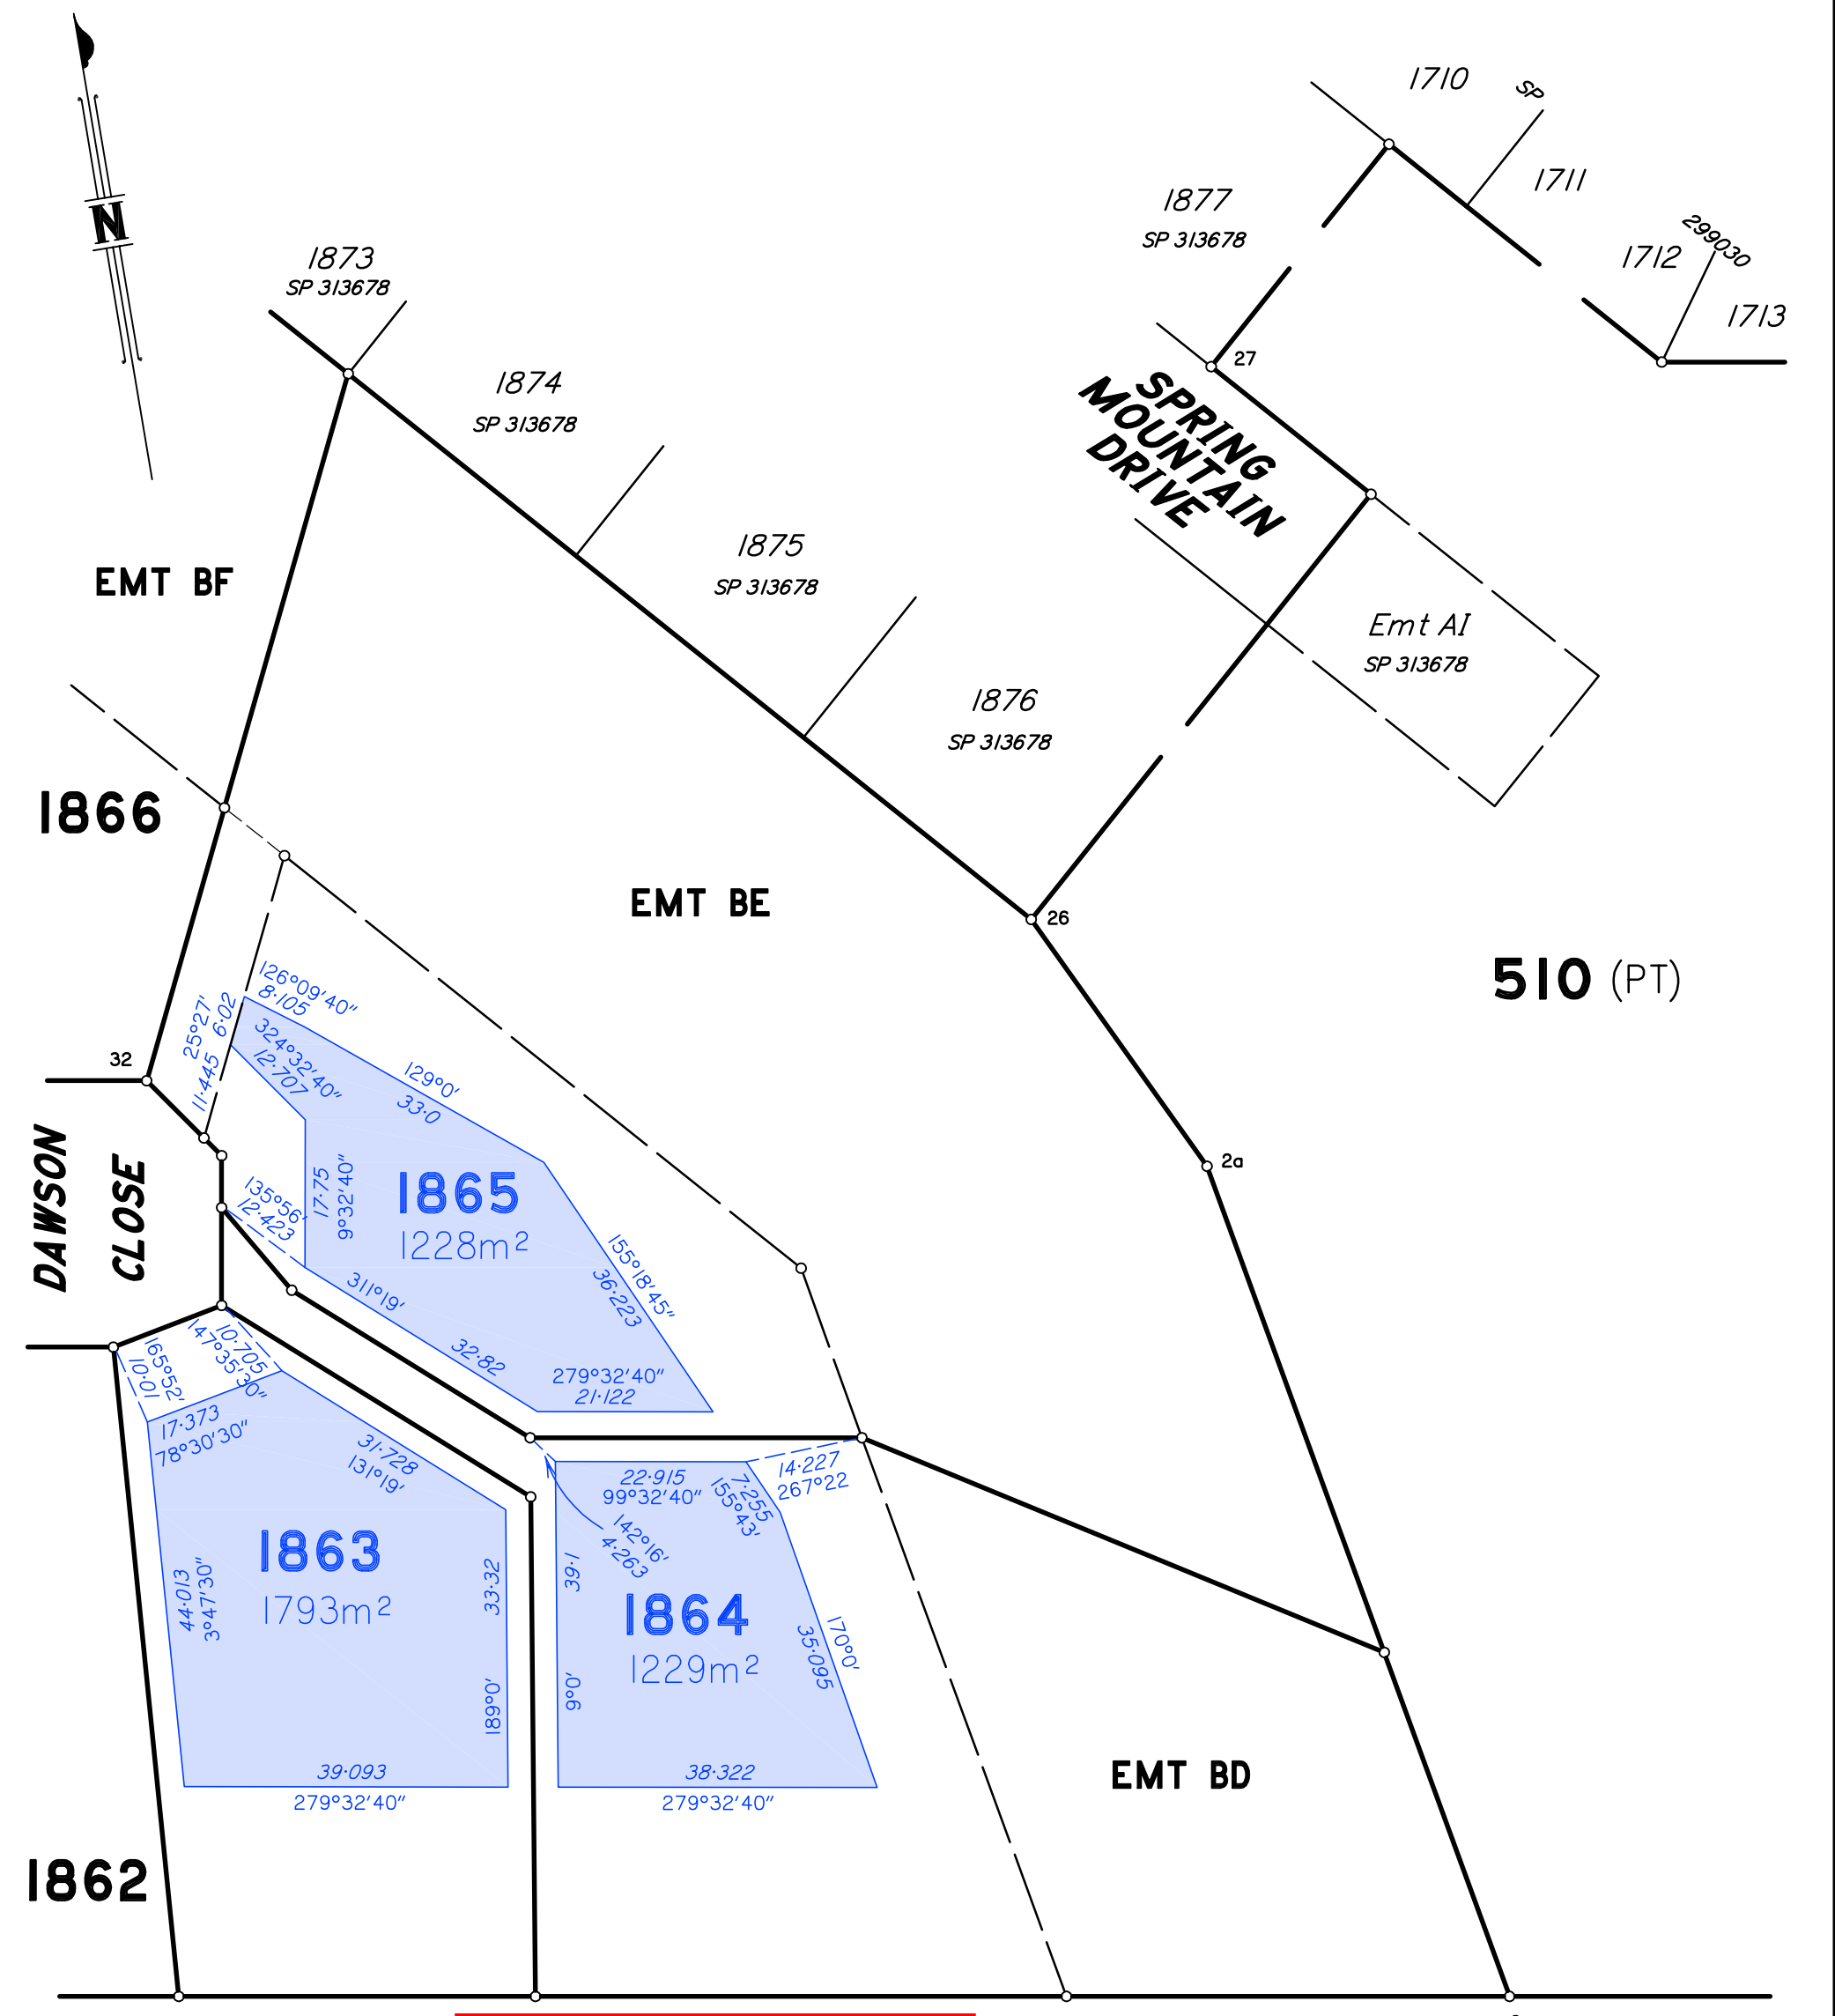 N
1710
SP
1711
1877
SP 313678
1712
299030
1713
1873
SP 313678
27
1874
SP 313678
SPRING
MOUNTAIN
DRIVE
1875
SP 313678
EMT BF
Emt AI
SP 313678
1876
SP 313678
1866
EMT BE
26
510 (PT)
126°09'40"
8·105
25°27'
6·02
11·445
324°32'40"
12·707
32
129°0'
33·0
DAWSON
CLOSE
2a
17·75
9°32'40"
1865
1228m²
135°56'
12·423
155°18'45"
36·223
311°19'
32·82
279°32'40"
21·122
10·705
147°35'30"
165°52'
10·01
17·373
78°30'30"
31·728
131°19'
22·915
99°32'40"
7·255
155°43'
14·227
267°22
142°16'
4·263
1863
1793m²
44·013
3°47'30"
33·32
189°0'
39·1
9°0'
1864
1229m²
170°0'
35·095
39·093
279°32'40"
38·322
279°32'40"
EMT BD
1862